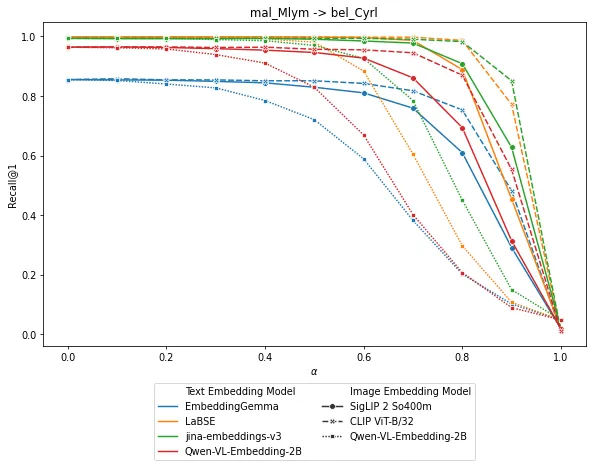 mal_Mlym -> bel_Cyrl
Recall@1
1.0
0.8
0.6
0.4
0.2
0.0
0.0 0.2 0.4 0.6 0.8 1.0
α
Text Embedding Model
EmbeddingGemma
LaBSE
jina-embeddings-v3
Qwen-VL-Embedding-2B
Image Embedding Model
SigLIP 2 So400m
CLIP ViT-B/32
Qwen-VL-Embedding-2B